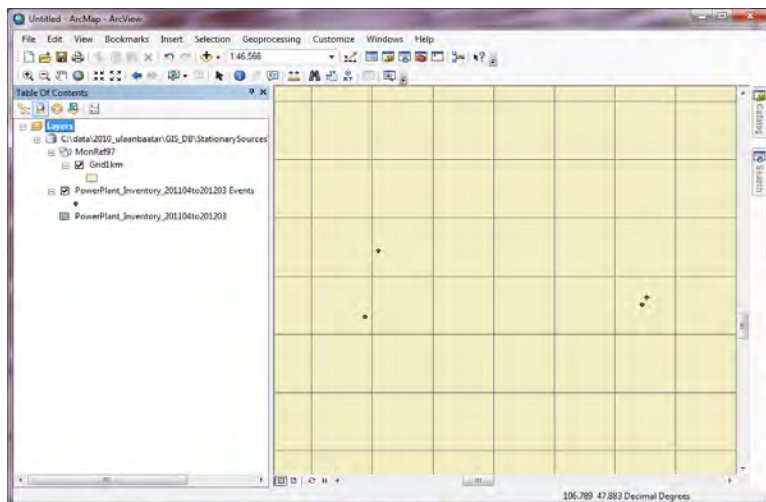 Untitled - ArcMap - ArcView
File Edit View Bookmarks Insert Selection Geoprocessing Customize Windows Help
1:46,566
Table Of Contents
Layers
C:\data\2010_ulaanbaatar\GIS_DB\StationarySources
MonRef97
Grid1km
PowerPlant_Inventory_201104to201203 Events
PowerPlant_Inventory_201104to201203
Catalog
Search
106.789 47.883 Decimal Degrees